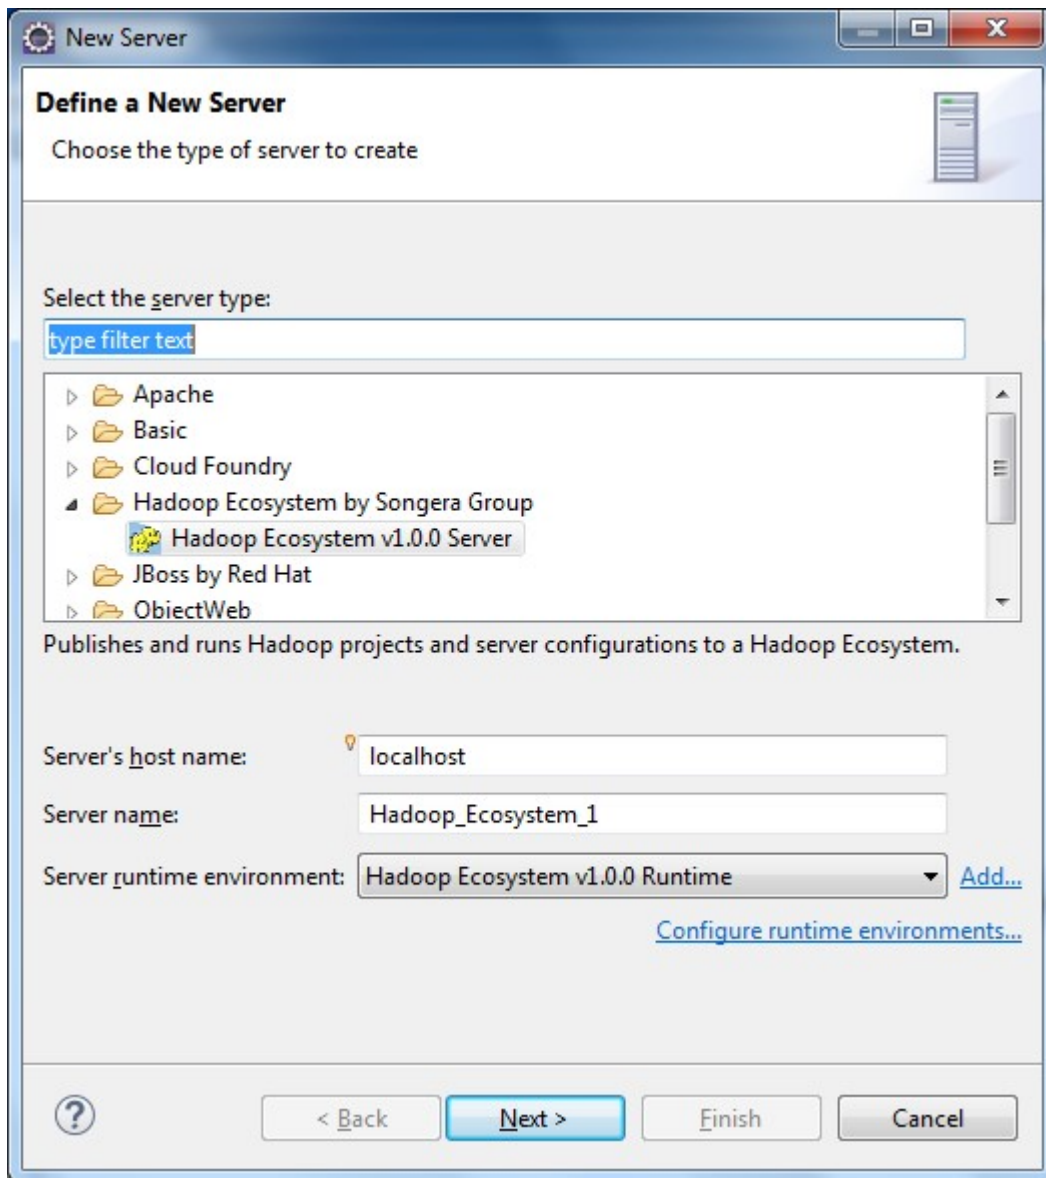 New Server
Define a New Server
Choose the type of server to create
Select the server type:
type filter text
Apache
Basic
Cloud Foundry
Hadoop Ecosystem by Songera Group
Hadoop Ecosystem v1.0.0 Server
JBoss by Red Hat
ObjectWeb
Publishes and runs Hadoop projects and server configurations to a Hadoop Ecosystem.
Server's host name: localhost
Server name: Hadoop_Ecosystem_1
Server runtime environment: Hadoop Ecosystem v1.0.0 Runtime Add...
Configure runtime environments...
? < Back Next > Finish Cancel